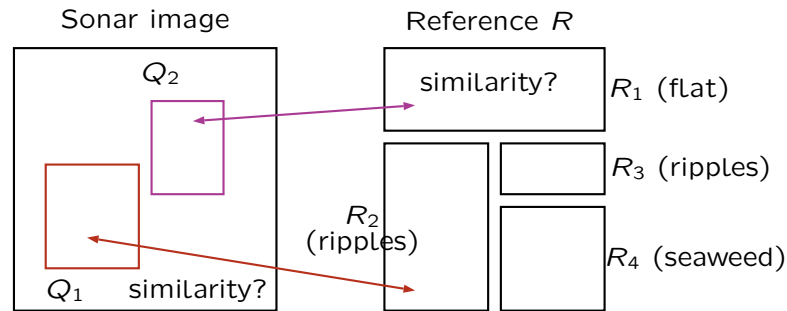 Sonar image
Reference R
Q₂
similarity?
R₁ (flat)
R₃ (ripples)
R₂
(ripples)
R₄ (seaweed)
Q₁
similarity?